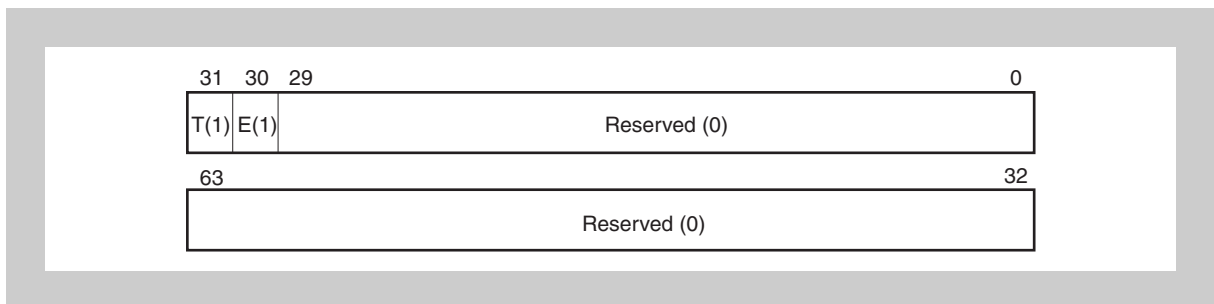 31 30 29 0
T(1) E(1) Reserved (0)
63 32
Reserved (0)